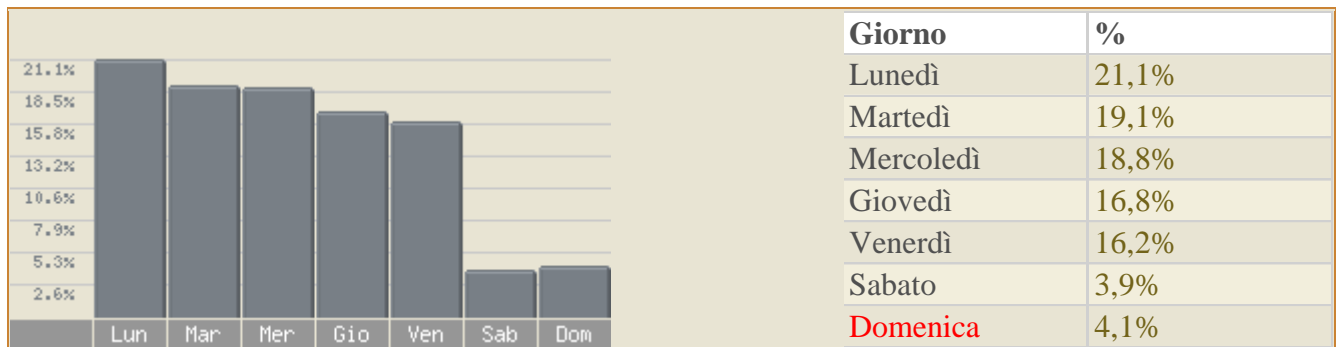 21.1%
18.5%
15.8%
13.2%
10.6%
7.9%
5.3%
2.6%
Lun Mar Mer Gio Ven Sab Dom
Giorno %
Lunedì 21,1%
Martedì 19,1%
Mercoledì 18,8%
Giovedì 16,8%
Venerdì 16,2%
Sabato 3,9%
Domenica 4,1%